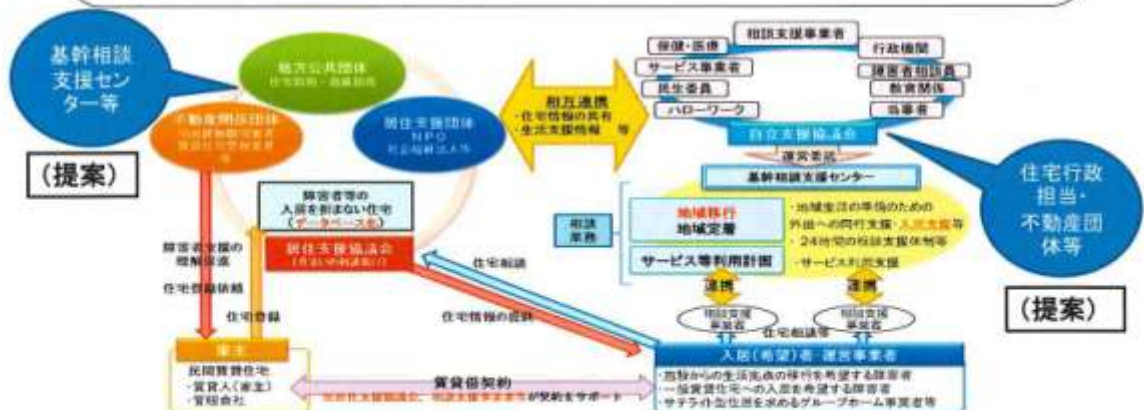 基幹相談
支援セン
ター等
(提案)
地方公共団体
不動産関係団体
等
居住支援団体
NPO
社会福祉法人等
障害者等の
入居を拒まない住宅
(データベース化)
居住支援協議会
障害者支援の
理解促進
住宅登録依頼
住宅登録
家主
民間賃貸住宅
・賃貸人(家主)
・管理会社
相互連携
・住宅情報の共有
・生活支援情報 等
住宅相談
住宅情報の提供
賃貸借契約
が契約をサポート
相談支援事業者
保健・医療
サービス事業者
民生委員
ハローワーク
行政機関
障害者相談員
教育関係
当事者
自立支援協議会
運営委託
基幹相談支援センター
相談
業務
地域移行
地域定着
サービス等利用計画
・地域生活の準備のための
外出への同行支援・入居支援等
・24時間の相談支援体制等
・サービス利用支援
連携
連携
相談支援
事業者
相談支援
事業者
住宅相談等
入居(希望)者・運営事業者
・施設からの生活拠点の移行を希望する障害者
・一般賃貸住宅への入居を希望する障害者
・サテライト型住居を求めるグループホーム事業者等
住宅行政
担当・
不動産団
体等
(提案)